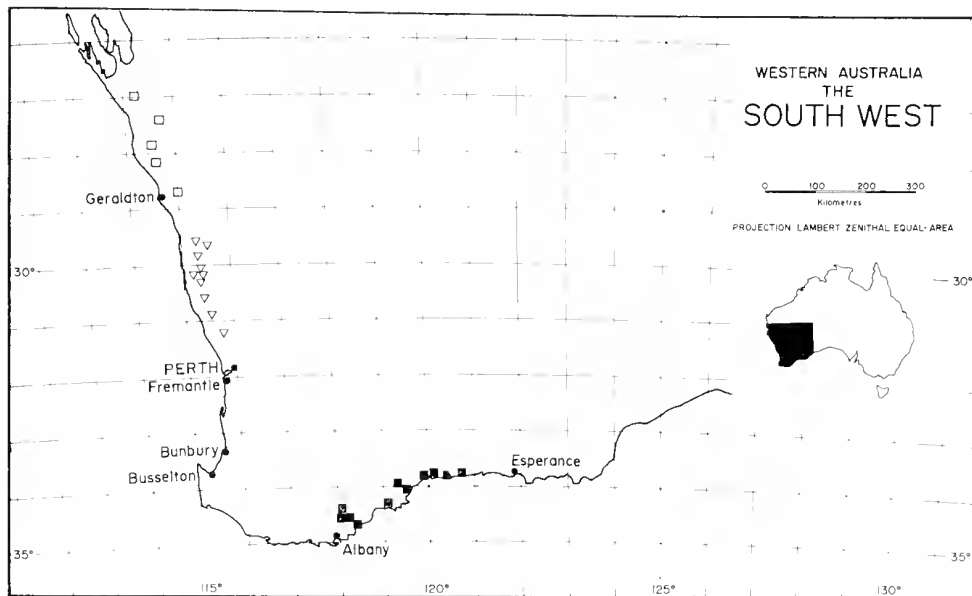 WESTERN AUSTRALIA
THE
SOUTH WEST
0 100 200 300
Kilometres
PROJECTION LAMBERT ZENITHAL EQUAL-AREA
Geraldton
30°
30°
PERTH
Fremantle
Bunbury
Busselton
Esperance
Albany
35°
35°
115°
120°
125°
130°